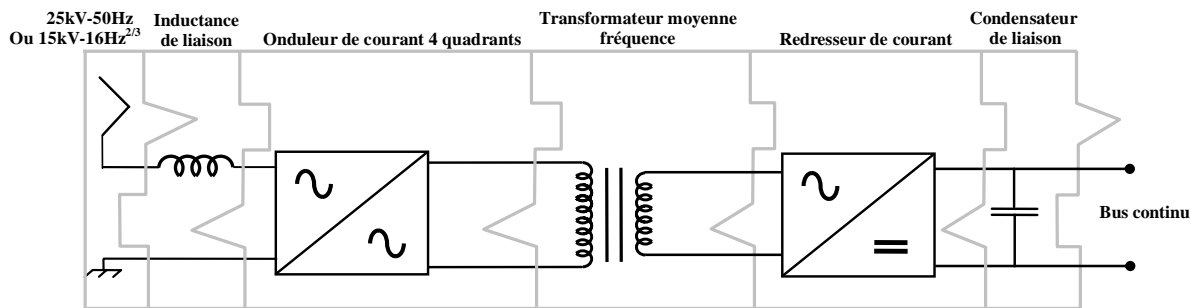 25kV-50Hz
Ou 15kV-16Hz2/3
Inductance
de liaison
Onduleur de courant 4 quadrants
Transformateur moyenne
fréquence
Redresseur de courant
Condensateur
de liaison
Bus continu